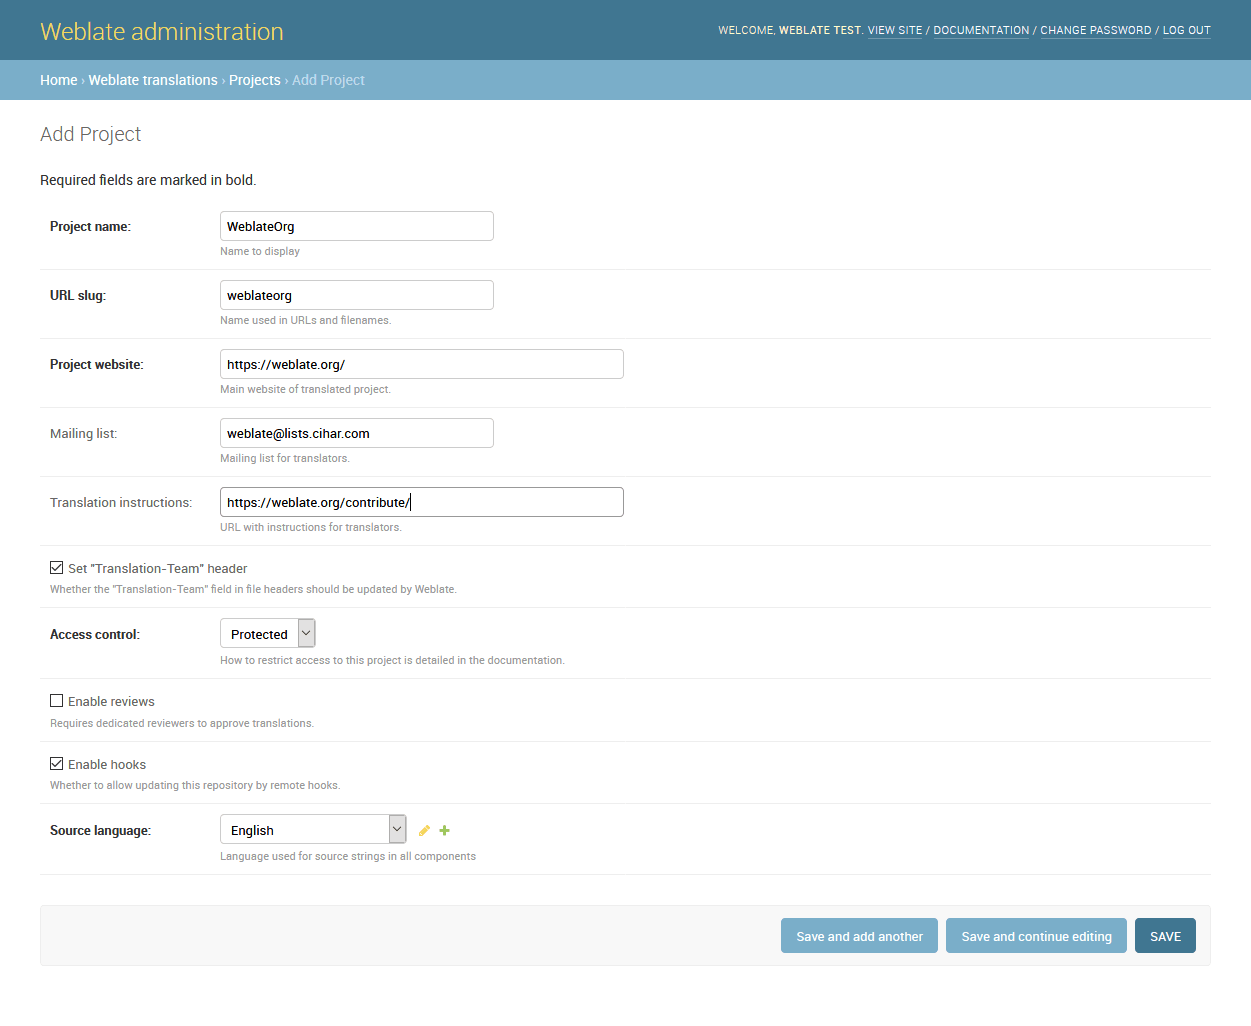 Weblate administration
WELCOME, WEBLATE TEST. VIEW SITE / DOCUMENTATION / CHANGE PASSWORD / LOG OUT
Home › Weblate translations › Projects › Add Project
Add Project
Required fields are marked in bold.
Project name: WeblateOrg
Name to display
URL slug: weblateorg
Name used in URLs and filenames.
Project website: https://weblate.org/
Main website of translated project.
Mailing list: weblate@lists.cihar.com
Mailing list for translators.
Translation instructions: https://weblate.org/contribute/
URL with instructions for translators.
Set "Translation-Team" header
Whether the "Translation-Team" field in file headers should be updated by Weblate.
Access control: Protected
How to restrict access to this project is detailed in the documentation.
Enable reviews
Requires dedicated reviewers to approve translations.
Enable hooks
Whether to allow updating this repository by remote hooks.
Source language: English
Language used for source strings in all components
Save and add another Save and continue editing SAVE